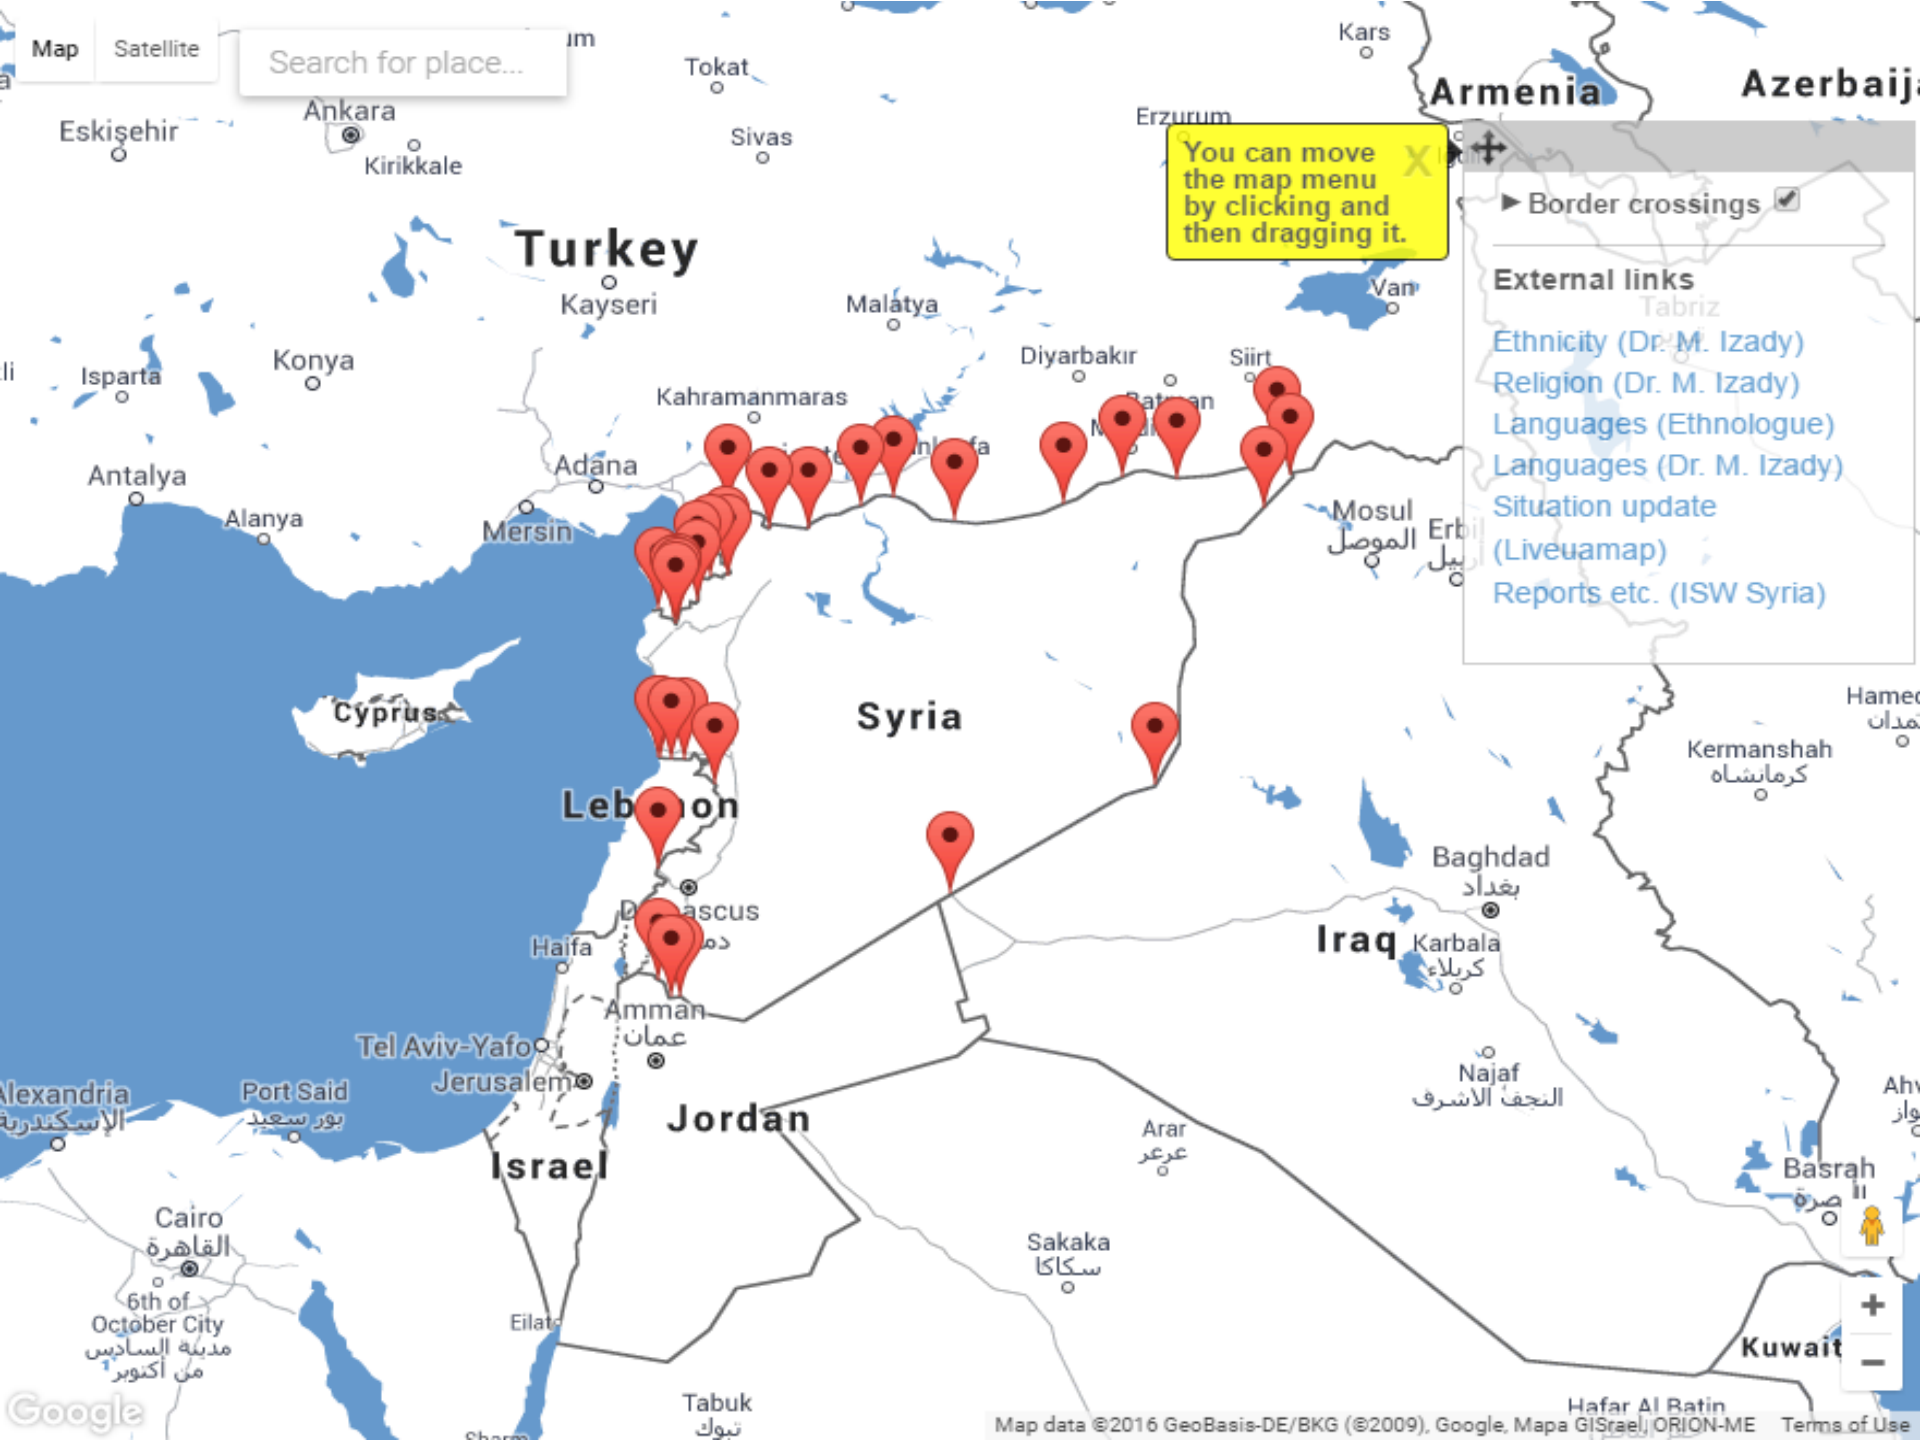 Map
Satellite
Search for place...
Kars
Tokat
Armenia
Ankara
Erzurum
Eskişehir
Sivas
Kirikkale
You can move
the map menu
by clicking and
then dragging it.
X
Border crossings
Turkey
Kayseri
Malatya
Van
External links
Tabriz
Ethnicity (Dr. M. Izady)
Religion (Dr. M. Izady)
Languages (Ethnologue)
Languages (Dr. M. Izady)
Situation update
(Liveuamap)
Reports etc. (ISW Syria)
Konya
Isparta
Diyarbakır
Siirt
Kahramanmaras
Adana
Antalya
Alanya
Mersin
Mosul
الموصل
Cyprus
Syria
Kermanshah
كرمانشاه
Baghdad
بغداد
Haifa
Iraq
Karbala
كربلاء
Amman
عمان
Tel Aviv-Yafo
Jerusalem
Najaf
النجف الاشرف
Alexandria
الإسكندرية
Port Said
بور سعيد
Jordan
Arar
عرعر
Israel
Basrah
Cairo
القاهرة
Sakaka
سكاكا
6th of
October City
مدينة السادس
من أكتوبر
Eilat
Kuwait
Tabuk
تبوك
Hafar Al Batin
Google
Map data ©2016 GeoBasis-DE/BKG (©2009), Google, Mapa GISrael, ORION-ME
Terms of Use